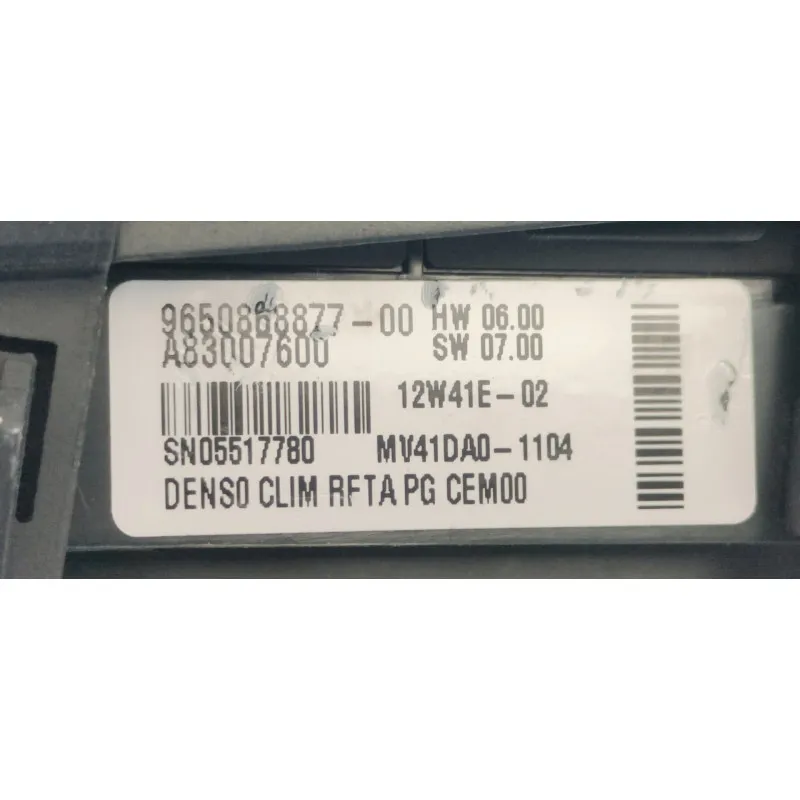 9650868877-00 HW 06.00
A83007600 SW 07.00
12W41E-02
SN05517780 MV41DA0-1104
DENSO CLIM RFTA PG CEM00